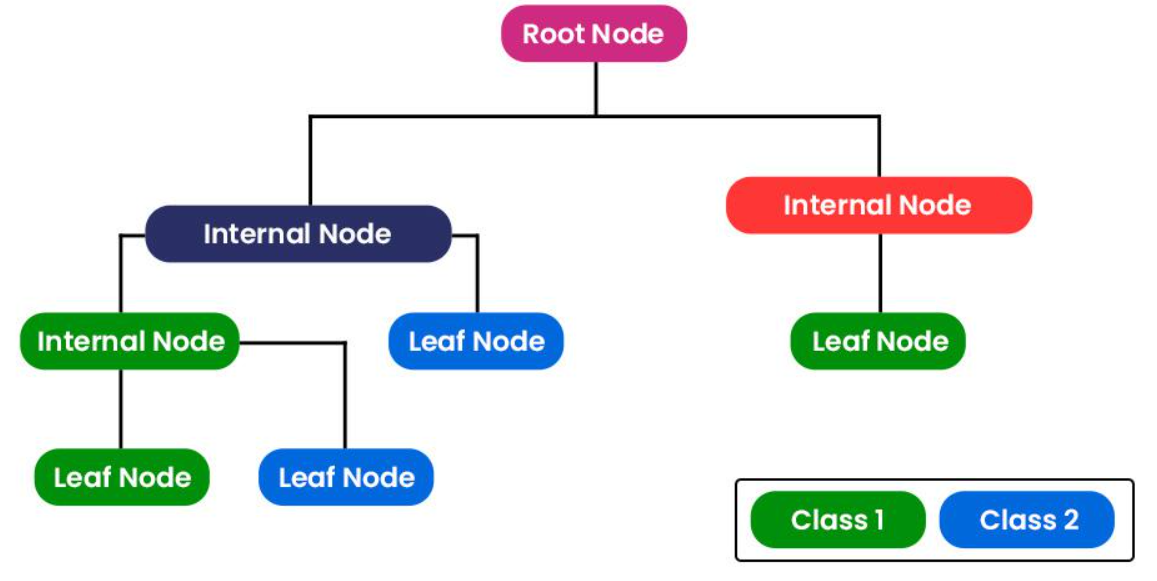 Root Node
Internal Node
Internal Node
Internal Node
Leaf Node
Leaf Node
Leaf Node
Leaf Node
Class 1
Class 2